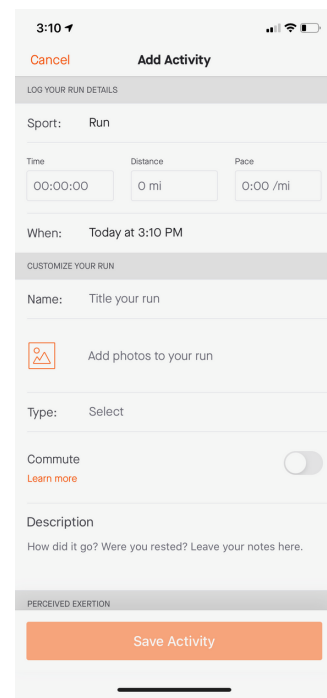 3:10
Cancel Add Activity
LOG YOUR RUN DETAILS
Sport: Run
Time Distance Pace
00:00:00 0 mi 0:00 /mi
When: Today at 3:10 PM
CUSTOMIZE YOUR RUN
Name: Title your run
Add photos to your run
Type: Select
Commute
Learn more
Description
How did it go? Were you rested? Leave your notes here.
PERCEIVED EXERTION
Save Activity